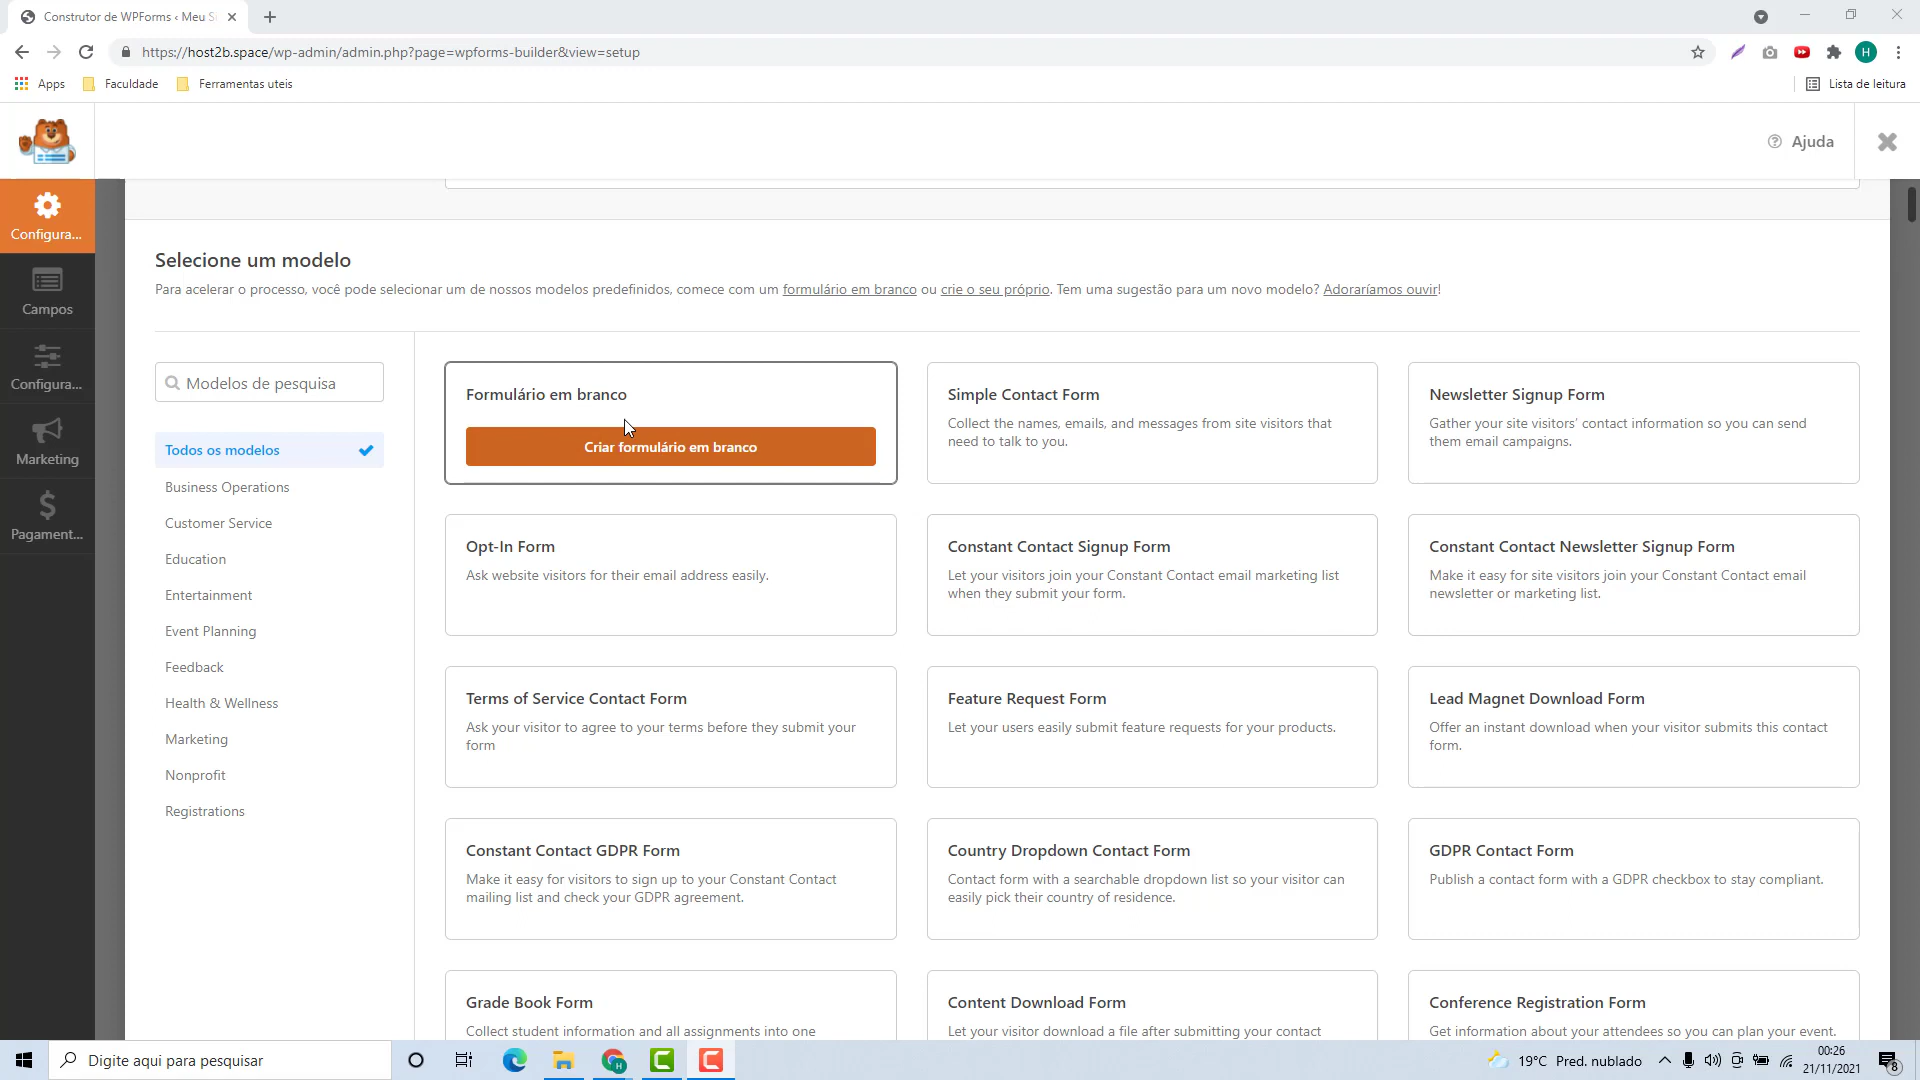 Construtor de WPForms ‹ Meu S
https://host2b.space/wp-admin/admin.php?page=wpforms-builder&view=setup
H
Apps
Faculdade
Ferramentas uteis
Lista de leitura
Ajuda
Configura...
Campos
Configura...
Marketing
Pagament...
Selecione um modelo
Para acelerar o processo, você pode selecionar um de nossos modelos predefinidos, comece com um formulário em branco ou crie o seu próprio. Tem uma sugestão para um novo modelo? Adoraríamos ouvir!
Modelos de pesquisa
Todos os modelos
Business Operations
Customer Service
Education
Entertainment
Event Planning
Feedback
Health & Wellness
Marketing
Nonprofit
Registrations
Formulário em branco
Criar formulário em branco
Simple Contact Form
Collect the names, emails, and messages from site visitors that
need to talk to you.
Newsletter Signup Form
Gather your site visitors’ contact information so you can send
them email campaigns.
Opt-In Form
Ask website visitors for their email address easily.
Constant Contact Signup Form
Let your visitors join your Constant Contact email marketing list
when they submit your form.
Constant Contact Newsletter Signup Form
Make it easy for site visitors join your Constant Contact email
newsletter or marketing list.
Terms of Service Contact Form
Ask your visitor to agree to your terms before they submit your
form
Feature Request Form
Let your users easily submit feature requests for your products.
Lead Magnet Download Form
Offer an instant download when your visitor submits this contact
form.
Constant Contact GDPR Form
Make it easy for visitors to sign up to your Constant Contact
mailing list and check your GDPR agreement.
Country Dropdown Contact Form
Contact form with a searchable dropdown list so your visitor can
easily pick their country of residence.
GDPR Contact Form
Publish a contact form with a GDPR checkbox to stay compliant.
Grade Book Form
Collect student information and all assignments into one
Content Download Form
Let your visitor download a file after submitting your contact
Conference Registration Form
Get information about your attendees so you can plan your event.
Digite aqui para pesquisar
19°C Pred. nublado
00:26
21/11/2021
8